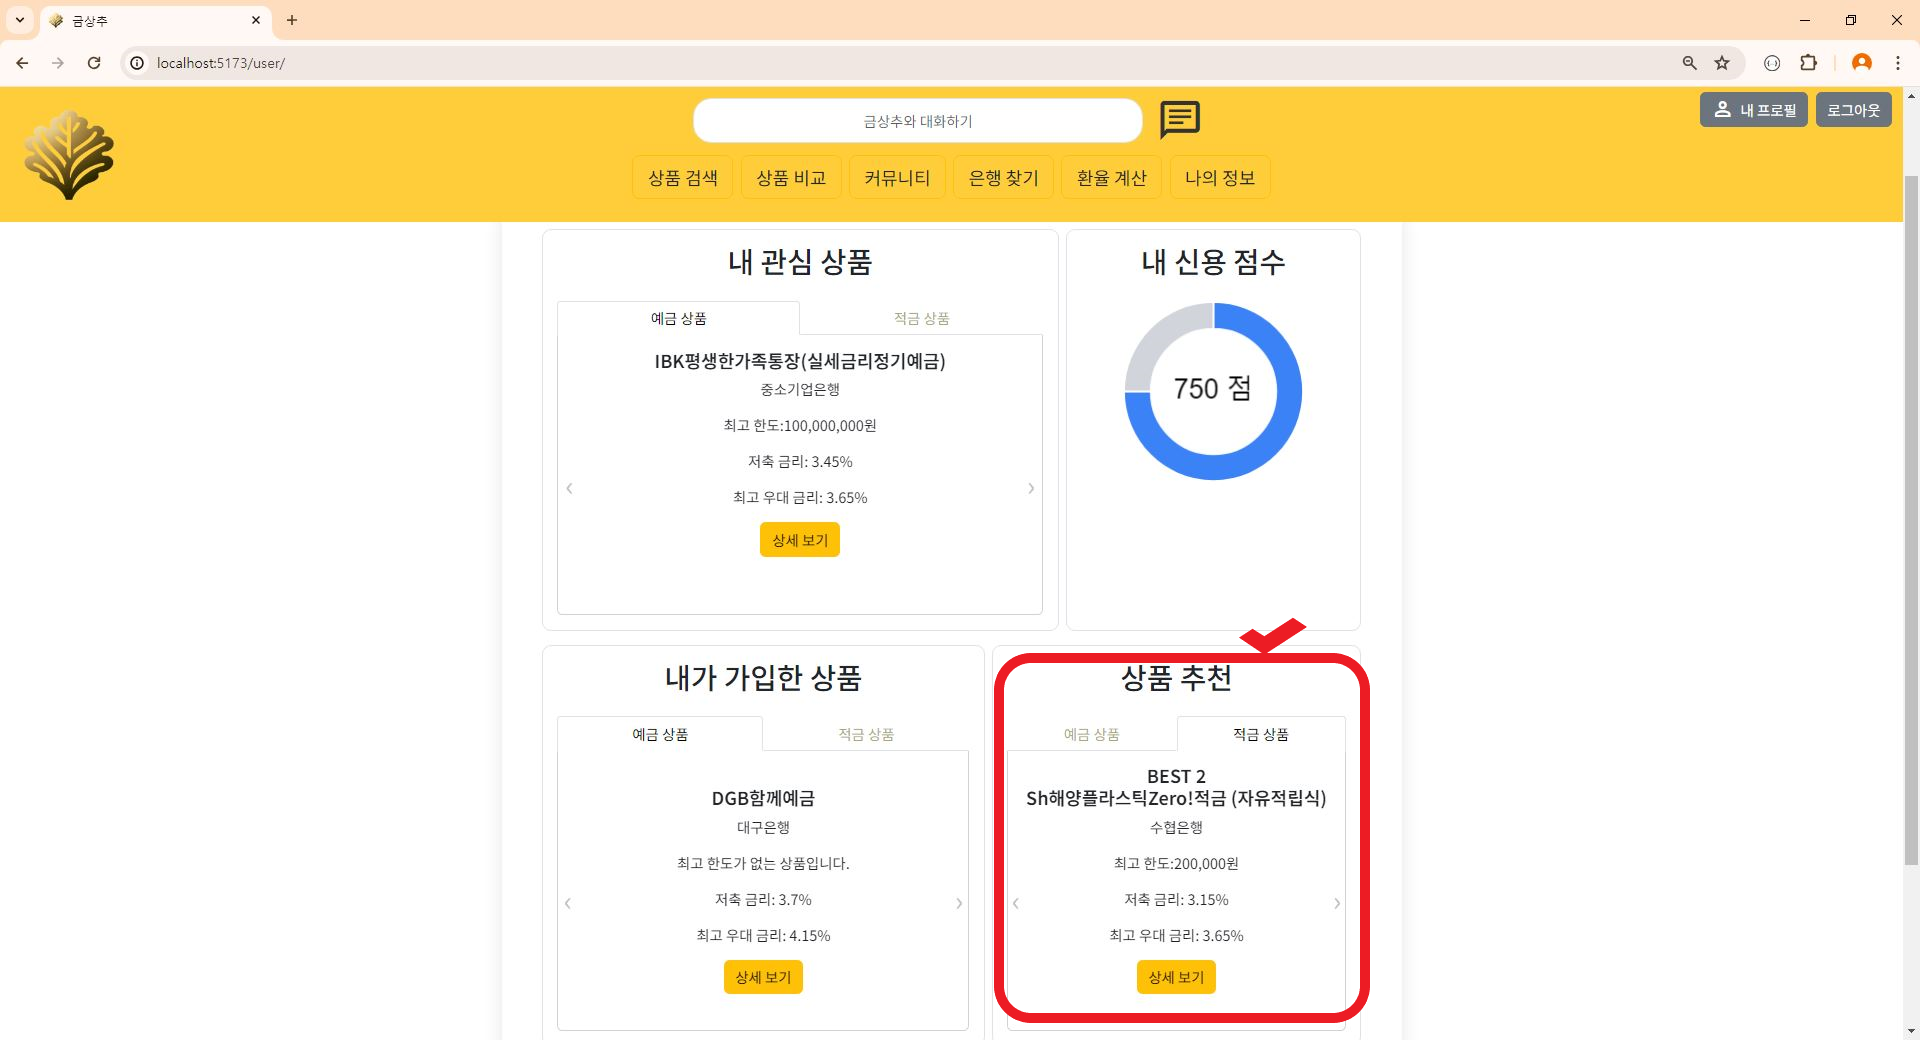 금상추
localhost:5173/user/
금상추와 대화하기
내 프로필
로그아웃
상품 검색
상품 비교
커뮤니티
은행 찾기
환율 계산
나의 정보
내 관심 상품
예금 상품
적금 상품
IBK평생한가족통장(실세금리정기예금)
중소기업은행
최고 한도:100,000,000원
저축 금리: 3.45%
최고 우대 금리: 3.65%
상세 보기
내 신용 점수
750 점
내가 가입한 상품
예금 상품
적금 상품
DGB함께예금
대구은행
최고 한도가 없는 상품입니다.
저축 금리: 3.7%
최고 우대 금리: 4.15%
상세 보기
상품 추천
예금 상품
적금 상품
BEST 2
Sh해양플라스틱Zero!적금 (자유적립식)
수협은행
최고 한도:200,000원
저축 금리: 3.15%
최고 우대 금리: 3.65%
상세 보기